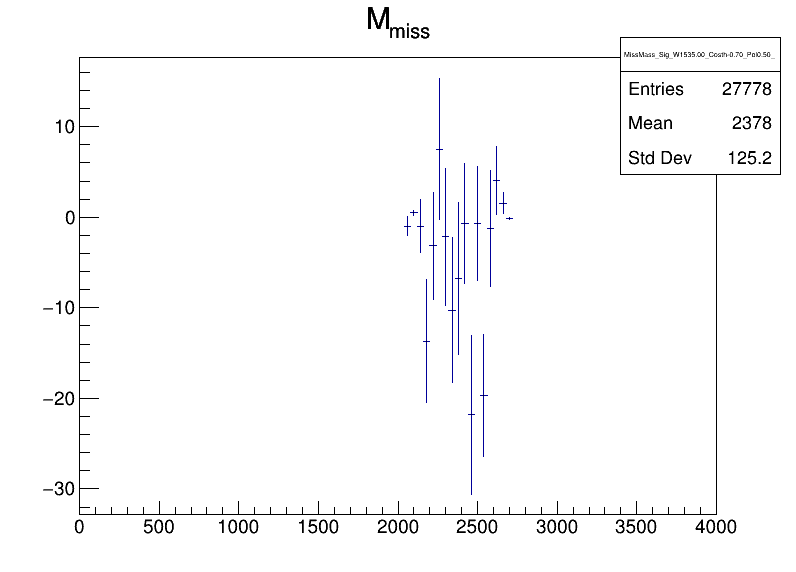 M_miss
MissMass_Sig_W1535.00_Costh-0.70_Pol0.50_
Entries 27778
Mean 2378
Std Dev 125.2
10
0
−10
−20
−30
0 500 1000 1500 2000 2500 3000 3500 4000